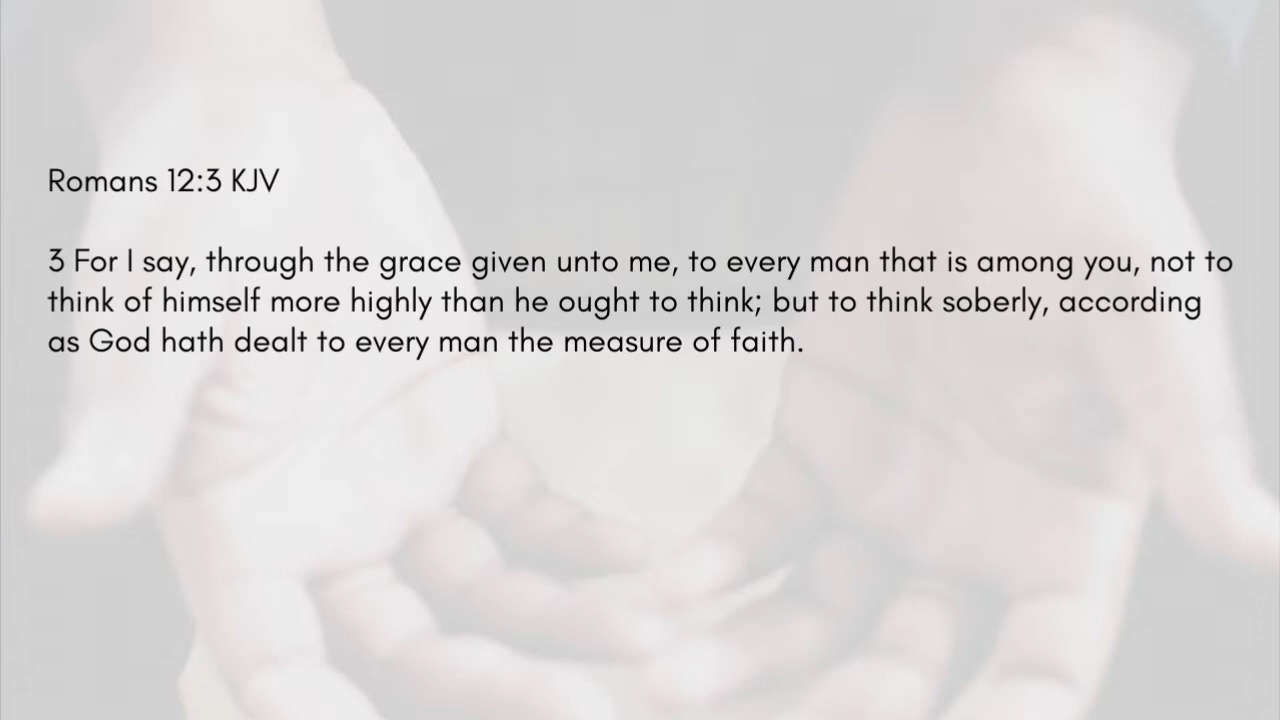 Romans 12:3 KJV
3 For I say, through the grace given unto me, to every man that is among you, not to
think of himself more highly than he ought to think; but to think soberly, according
as God hath dealt to every man the measure of faith.